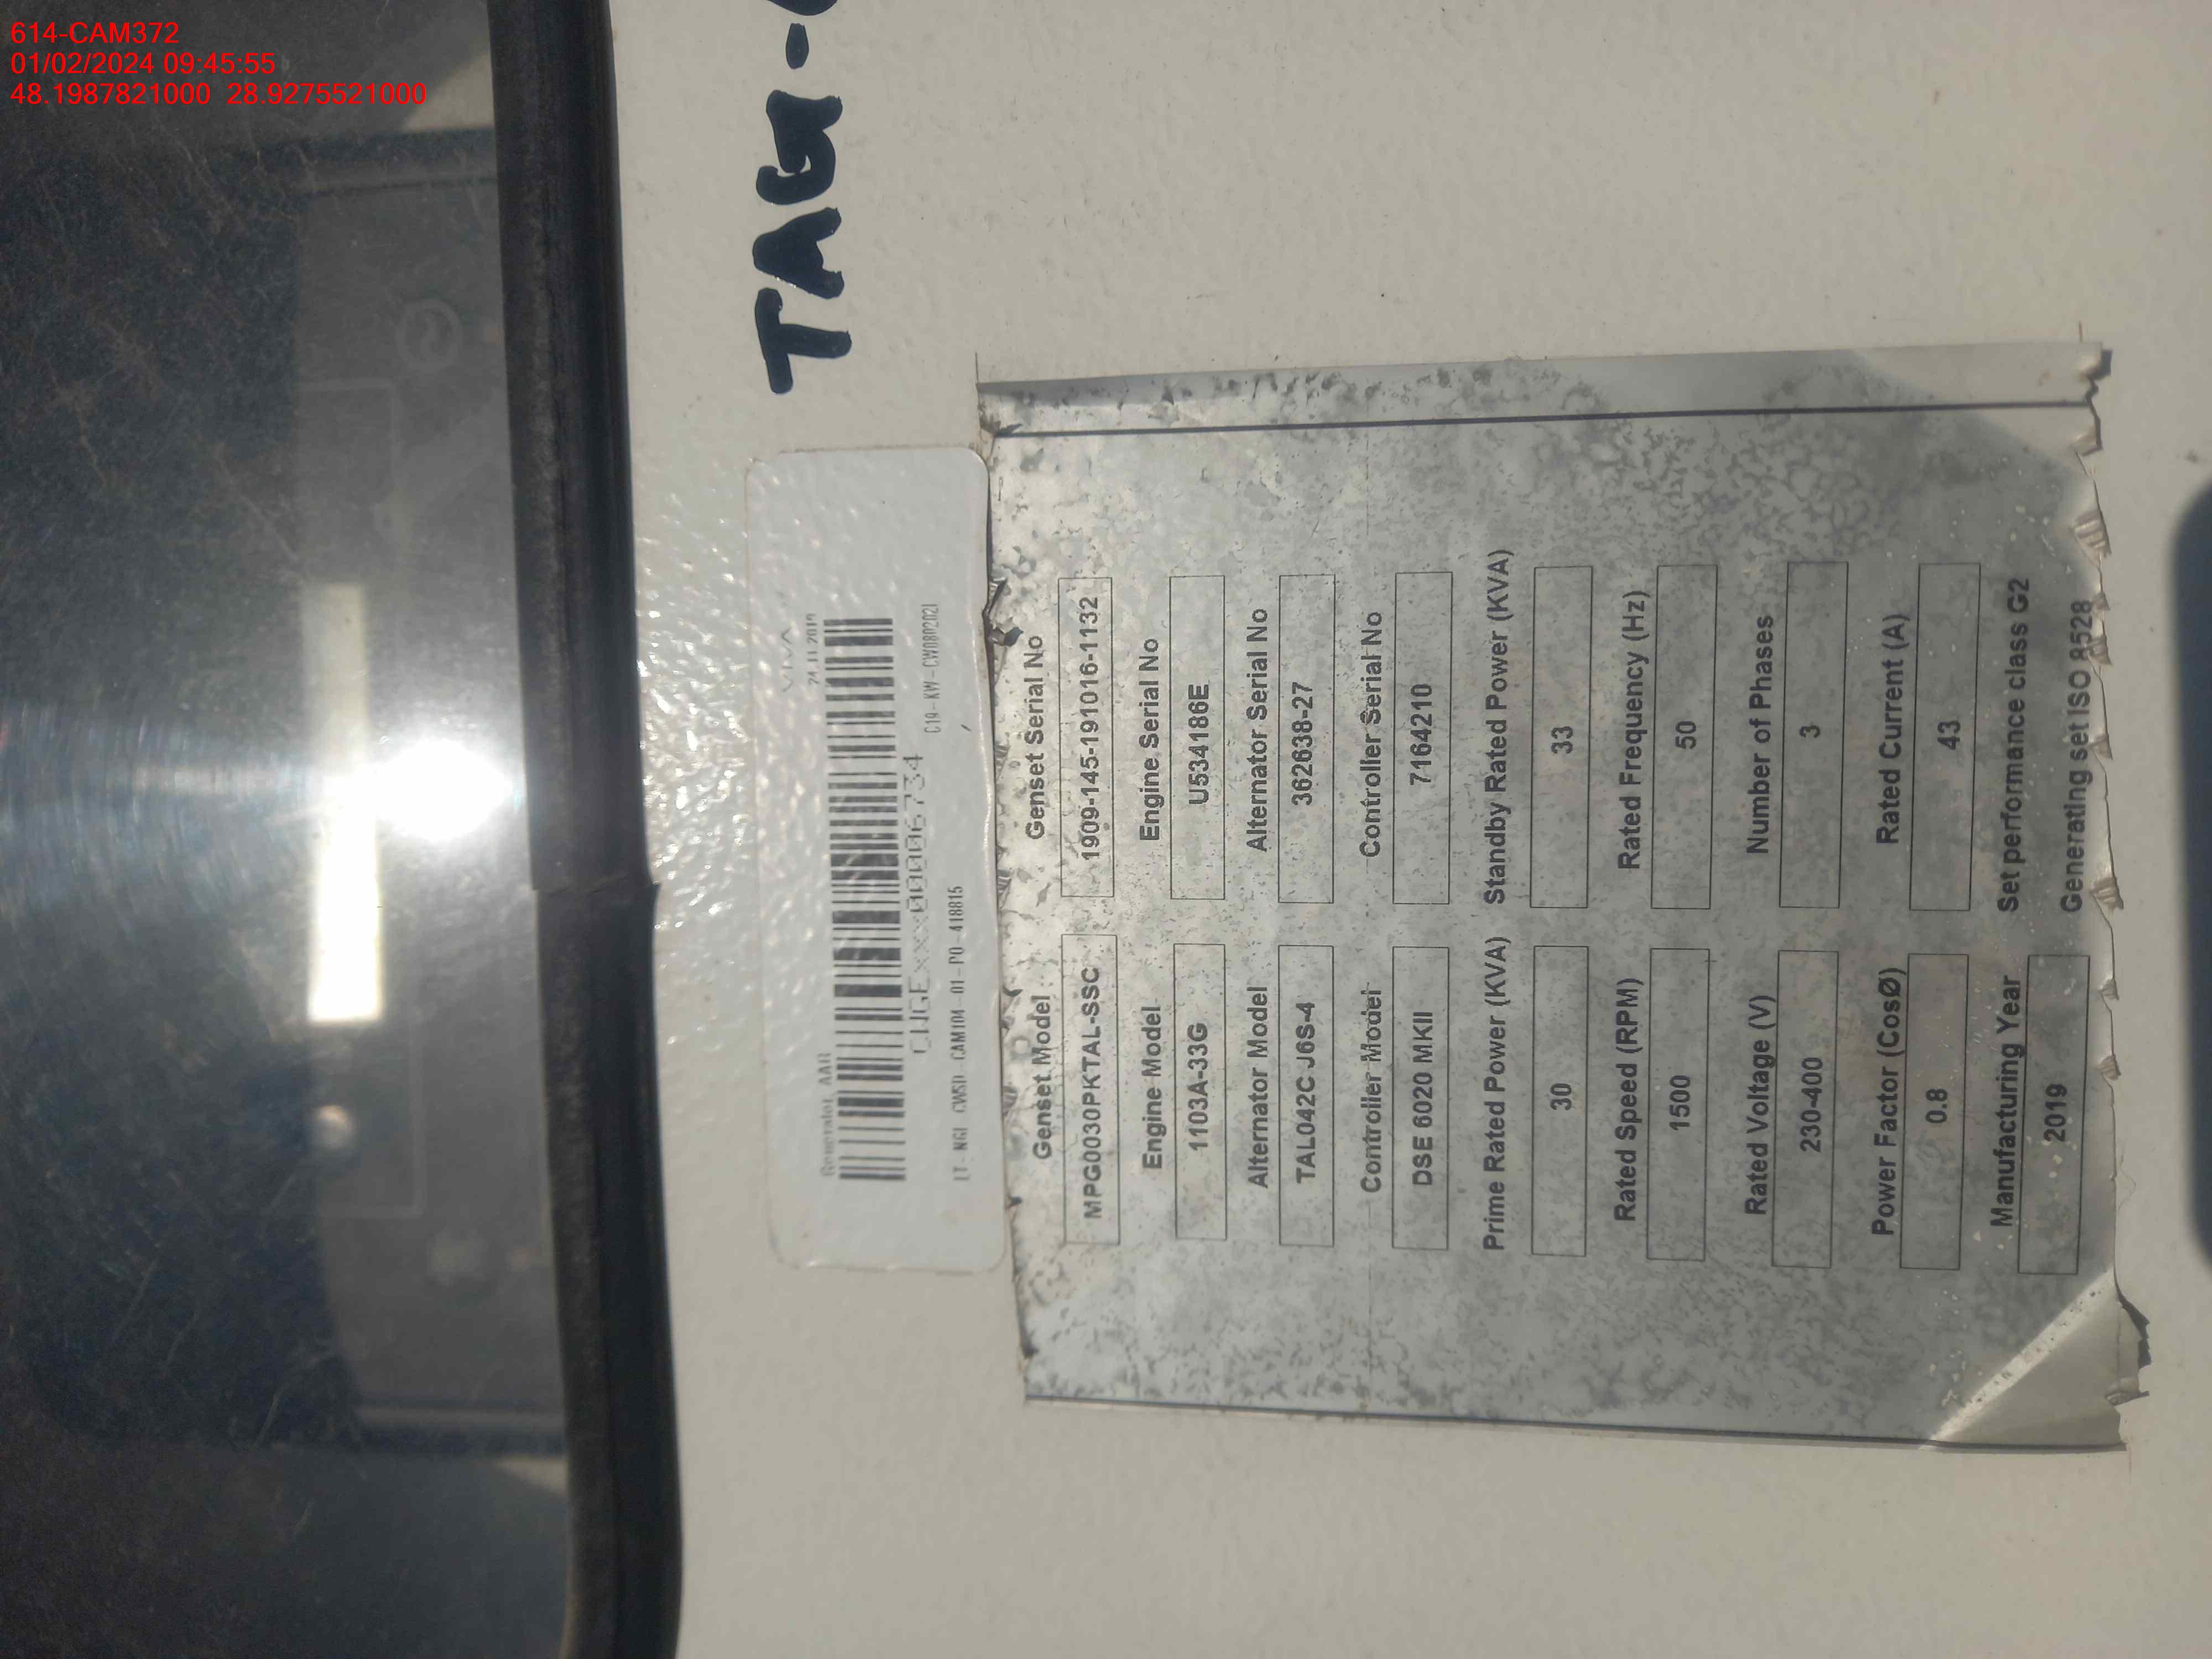 614-CAM372
01/02/2024 09:45:55
48.1987821000 28.9275521000
TAG-
VIVA
24.11.2019
CWGEXXX00006734
C19-KW-CW0802021
LT-NGI CWSD-CAM104-01-PO-418815
Genset Model Genset Serial No
MPG0030PKTAL-SSC 1909-145-191016-1132
Engine Model Engine Serial No
1103A-33G U534186E
Alternator Model Alternator Serial No
TAL042C J6S-4 362638-27
Controller Model Controller Serial No
DSE 6020 MKII 7164210
Prime Rated Power (KVA) Standby Rated Power (KVA)
30 33
Rated Speed (RPM) Rated Frequency (Hz)
1500 50
Rated Voltage (V) Number of Phases
230-400 3
Power Factor (CosØ) Rated Current (A)
0.8 43
Manufacturing Year Set performance class G2
2019 Generating set ISO 8528